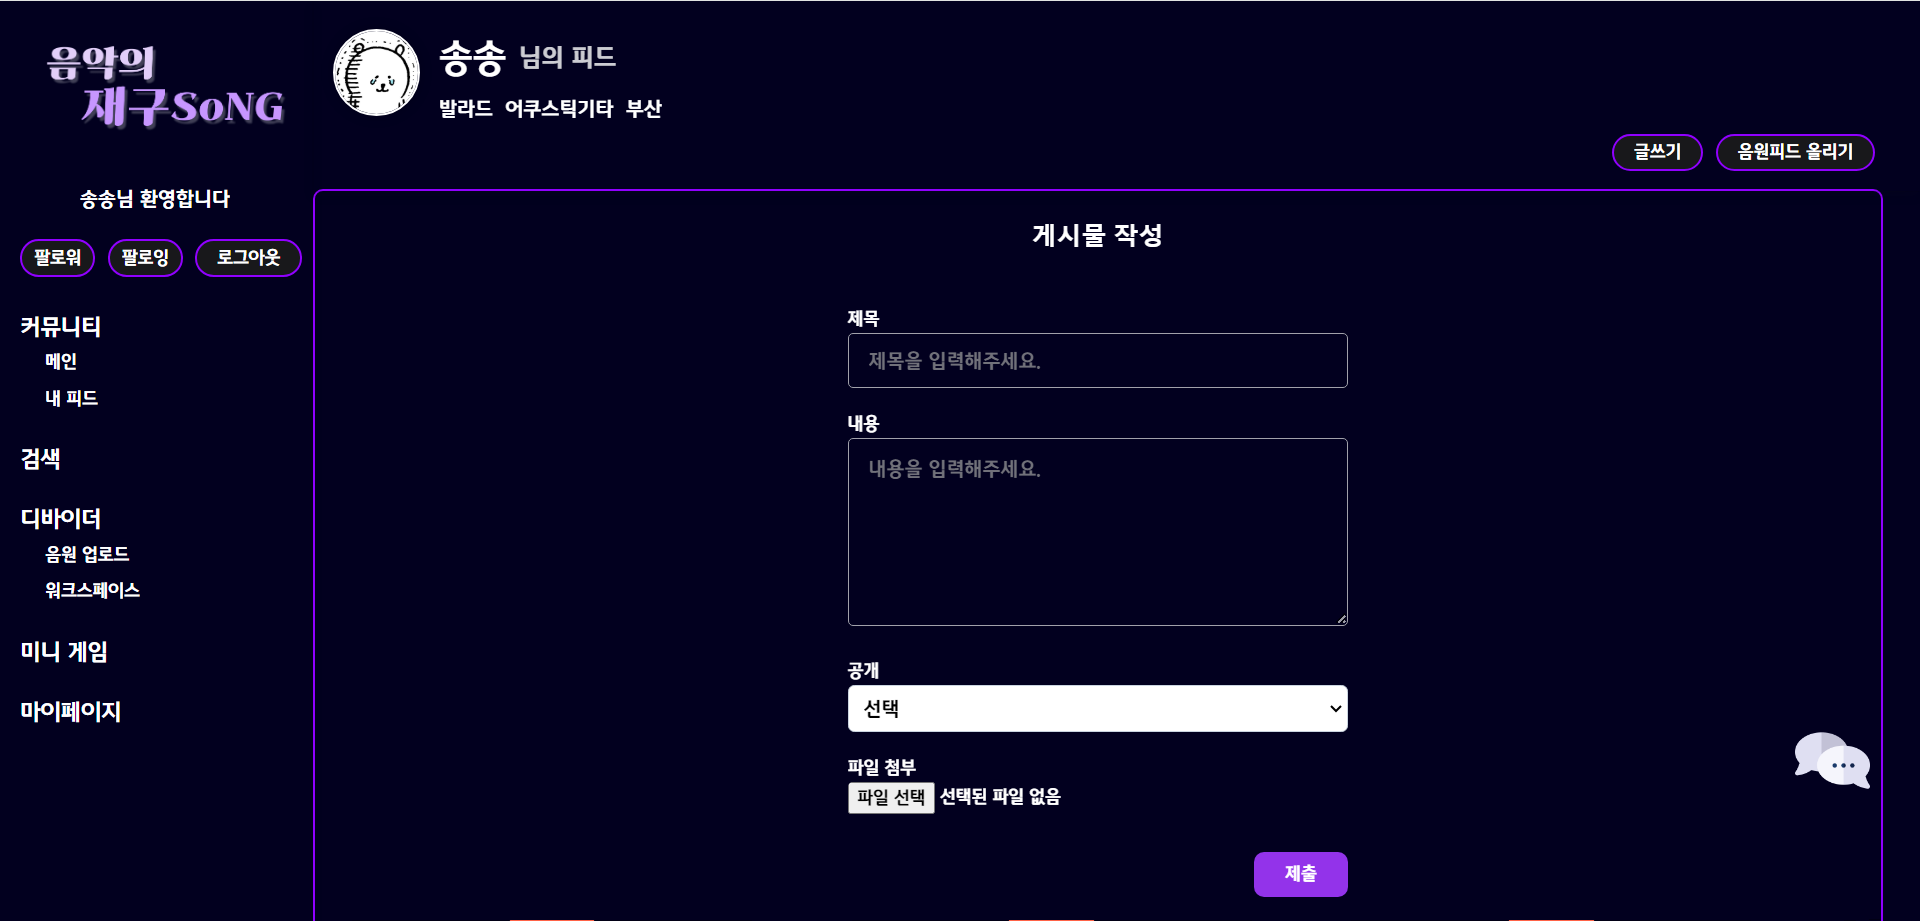 음악의
재구SoNG
송송 님의 피드
발라드 어쿠스틱기타 부산
글쓰기
음원피드 올리기
송송님 환영합니다
팔로워
팔로잉
로그아웃
커뮤니티
메인
내 피드
검색
디바이더
음원 업로드
워크스페이스
미니 게임
마이페이지
게시물 작성
제목
제목을 입력해주세요.
내용
내용을 입력해주세요.
공개
선택
파일 첨부
파일 선택 선택된 파일 없음
제출